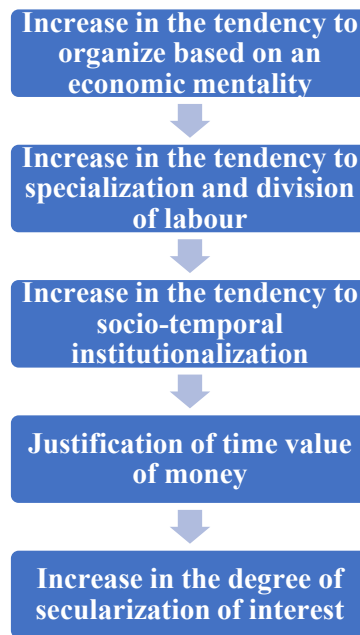 Increase in the tendency to
organize based on an
economic mentality
Increase in the tendency to
specialization and division
of labour
Increase in the tendency to
socio-temporal
institutionalization
Justification of time value
of money
Increase in the degree of
secularization of interest